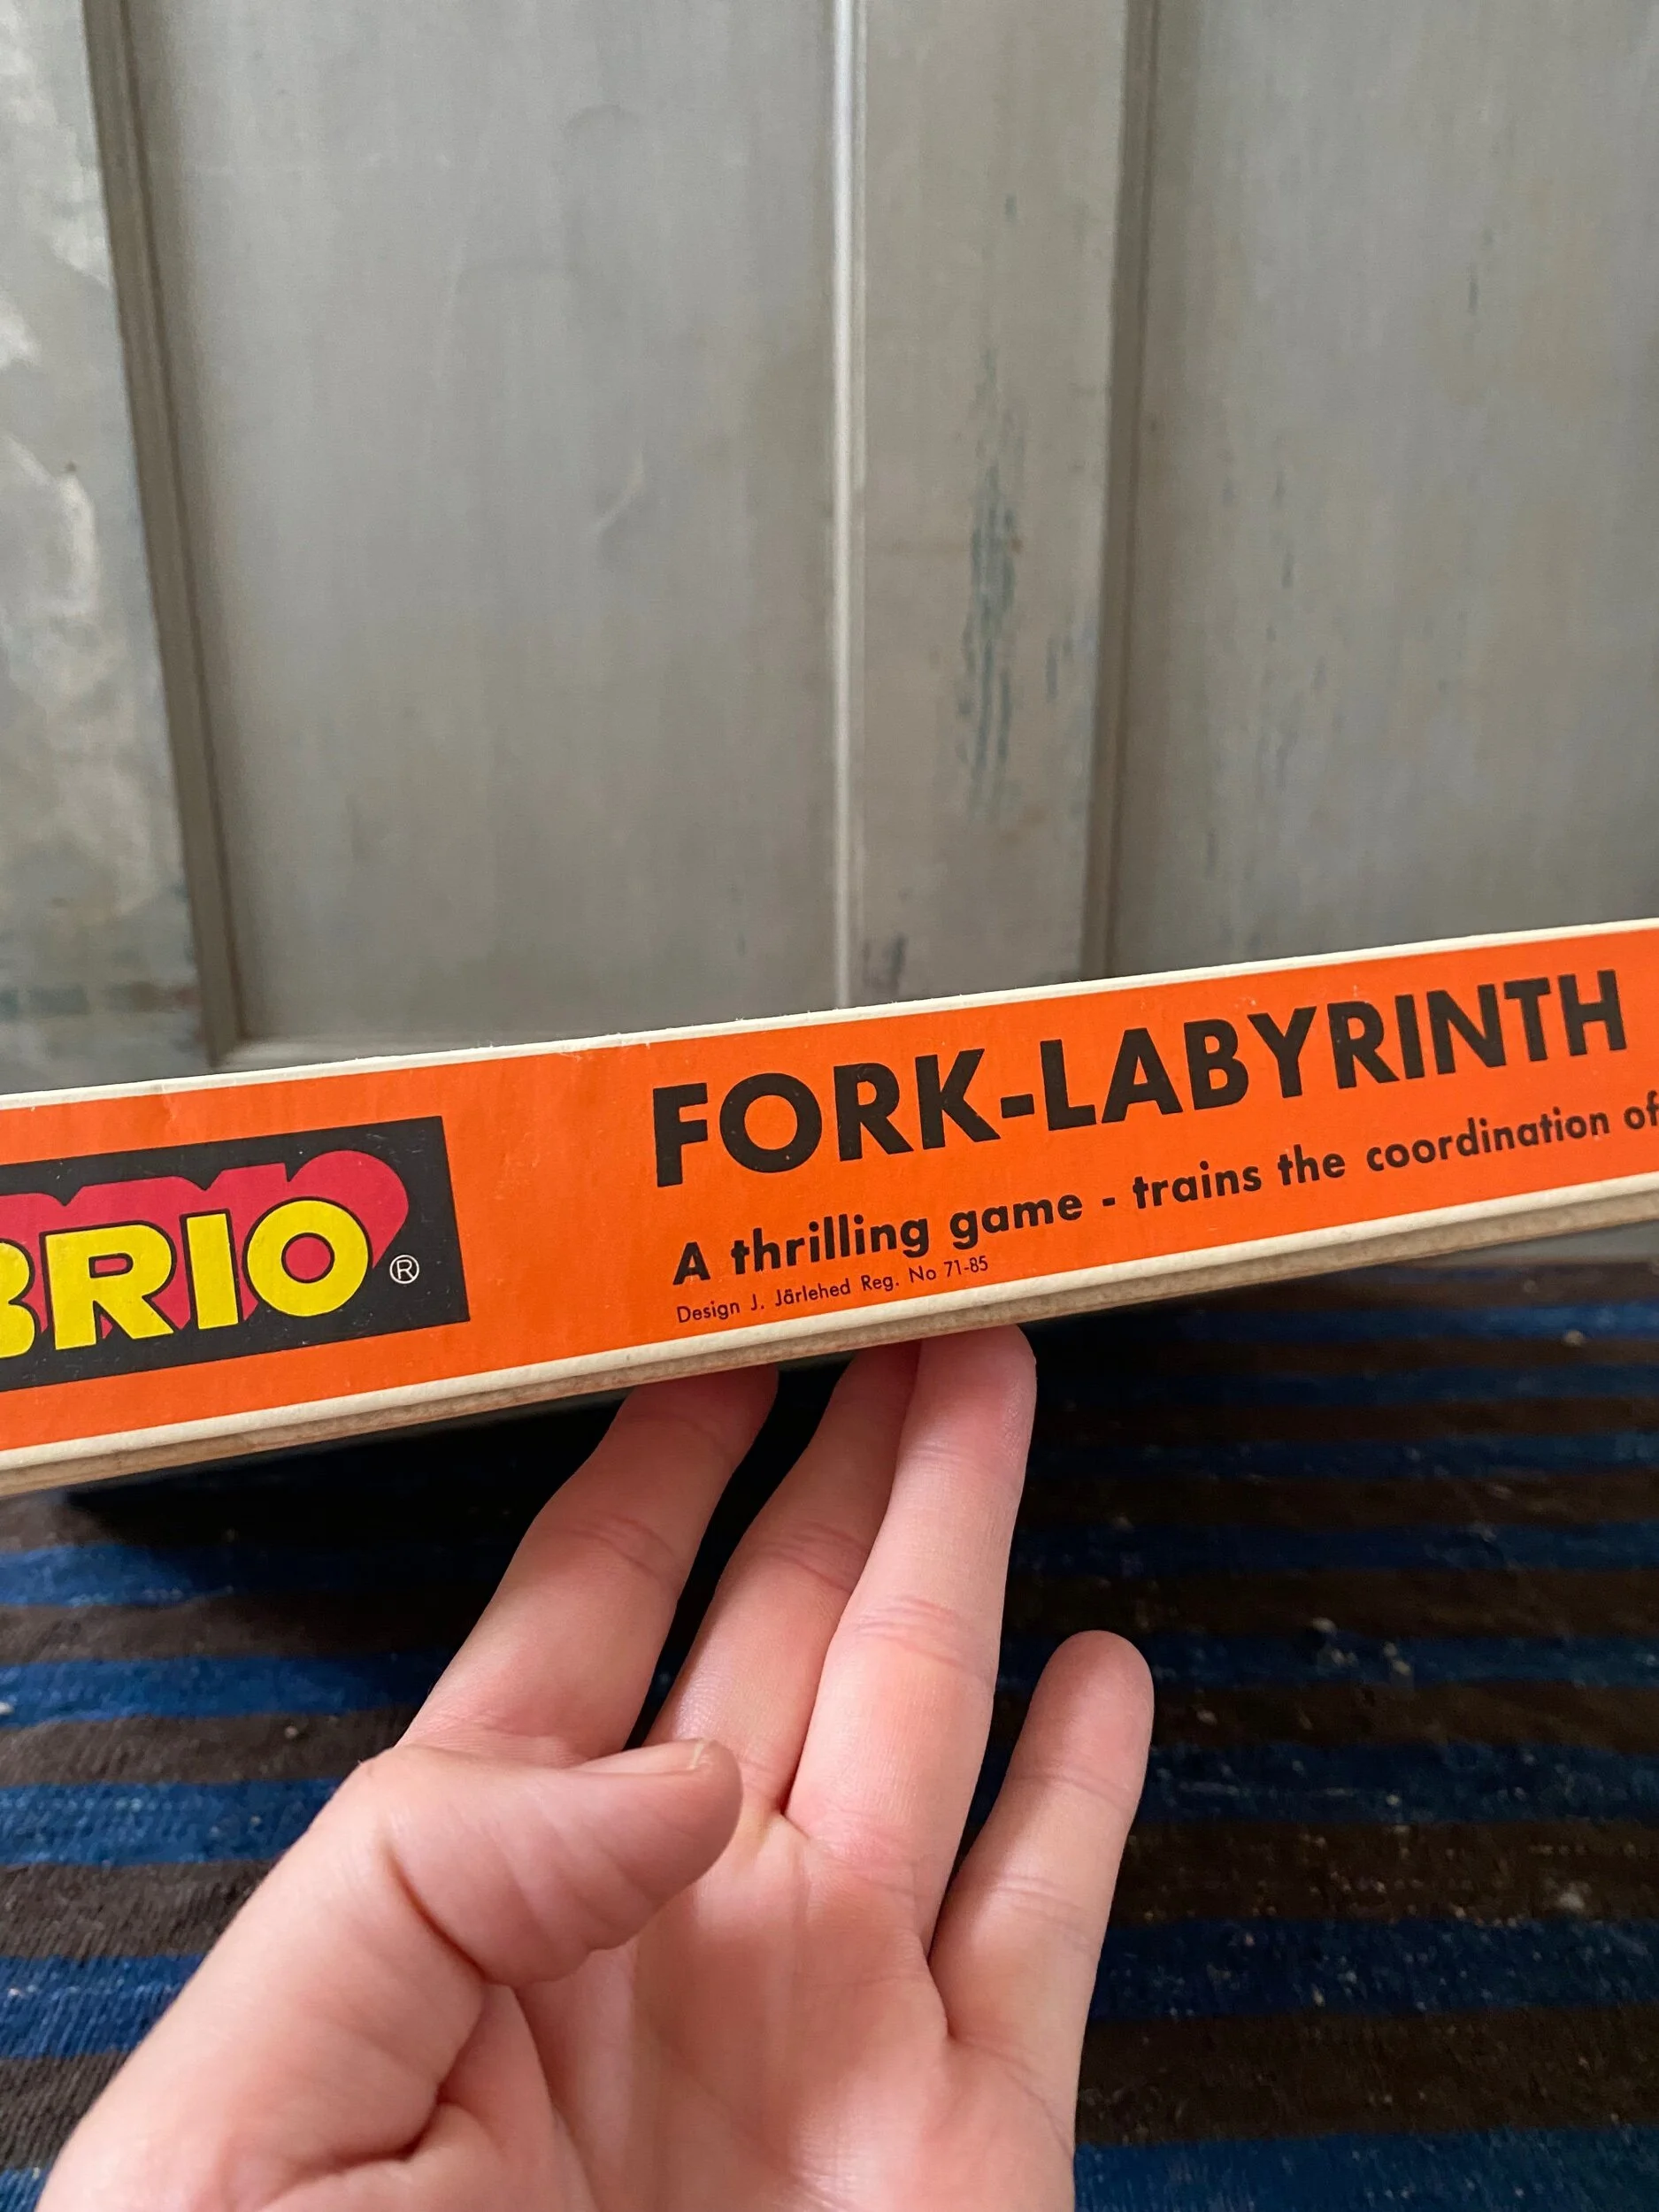 BRIO ®
FORK-LABYRINTH
A thrilling game - trains the coordination of
Design J. Järlehed Reg. No 71-85